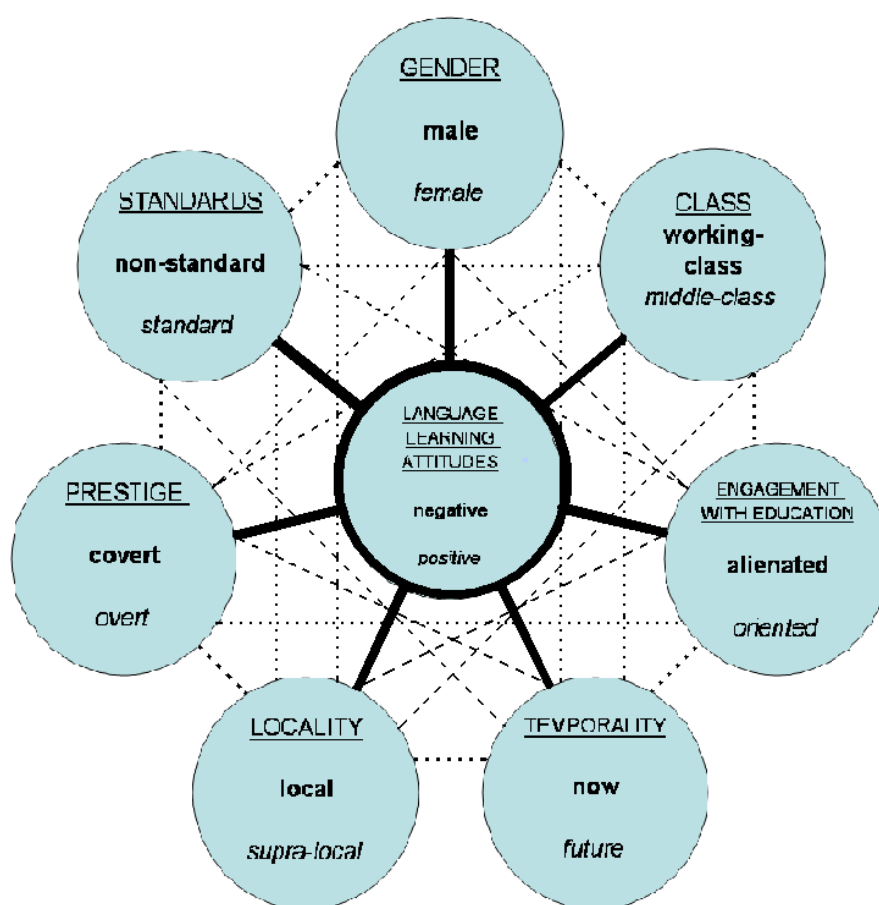 GENDER
male
female
STANDARDS
non-standard
standard
CLASS
working-
class
middle-class
LANGUAGE
LEARNING
ATTITUDES
negative
positive
PRESTIGE
covert
overt
ENGAGEMENT
WITH EDUCATION
alienated
oriented
LOCALITY
local
supra-local
TEVPORALITY
now
future